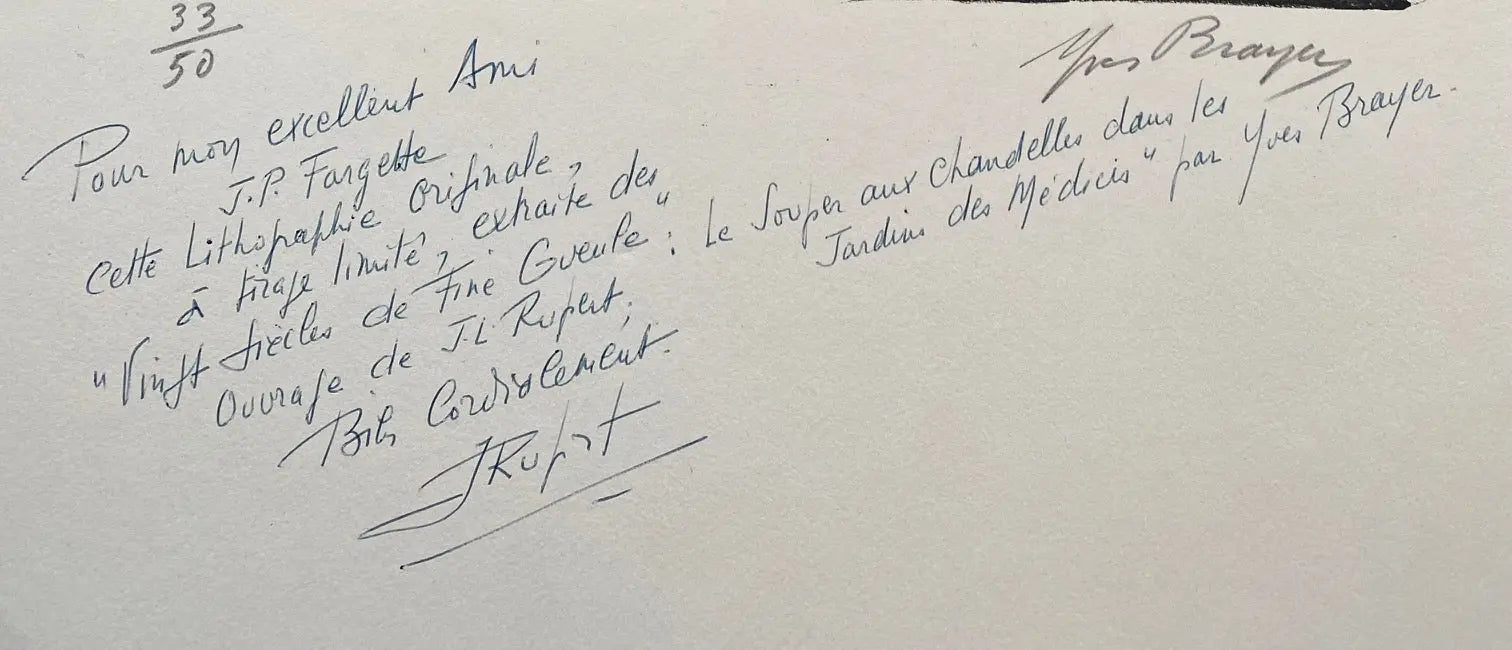 33
50
Yves Brayer
Pour mon excellent Ami
J.P. Fargette
cette Lithographie Originale,
à tirage limité, extraite des
"Vingt siècles de Fine Gueule" : Le Souper aux Chandelles dans les
Jardins des Médicis" par Yves Brayer.
Ouvrage de J.L Rupert,
Bien Cordialement.
JRupert